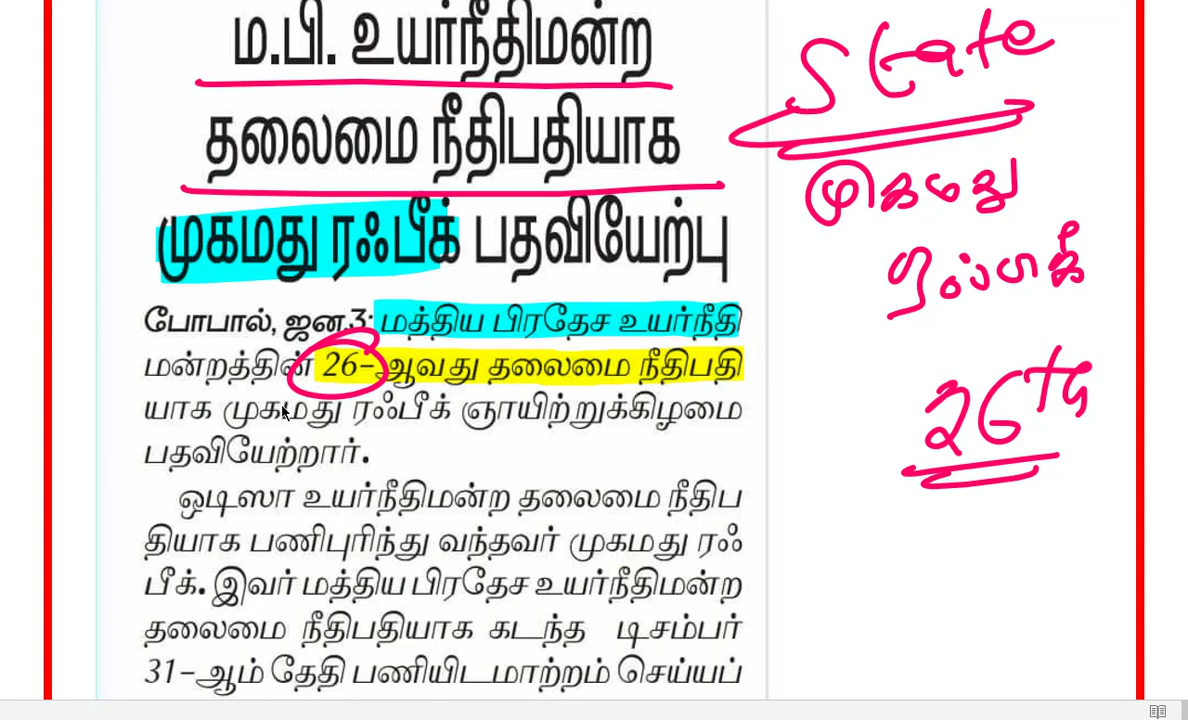 ம.பி. உயர்நீதிமன்ற
தலைமை நீதிபதியாக
முகமது ரஃபீக் பதவியேற்பு
போபால், ஜன.3: மத்திய பிரதேச உயர்நீதி
மன்றத்தின் 26-ஆவது தலைமை நீதிபதி
யாக முகமது ரஃபீக் ஞாயிற்றுக்கிழமை
பதவியேற்றார்.
ஒடிஸா உயர்நீதிமன்ற தலைமை நீதிப
தியாக பணிபுரிந்து வந்தவர் முகமது ரஃ
பீக். இவர் மத்திய பிரதேச உயர்நீதிமன்ற
தலைமை நீதிபதியாக கடந்த டிசம்பர்
31-ஆம் தேதி பணியிடமாற்றம் செய்யப்
State
முகமது
26th